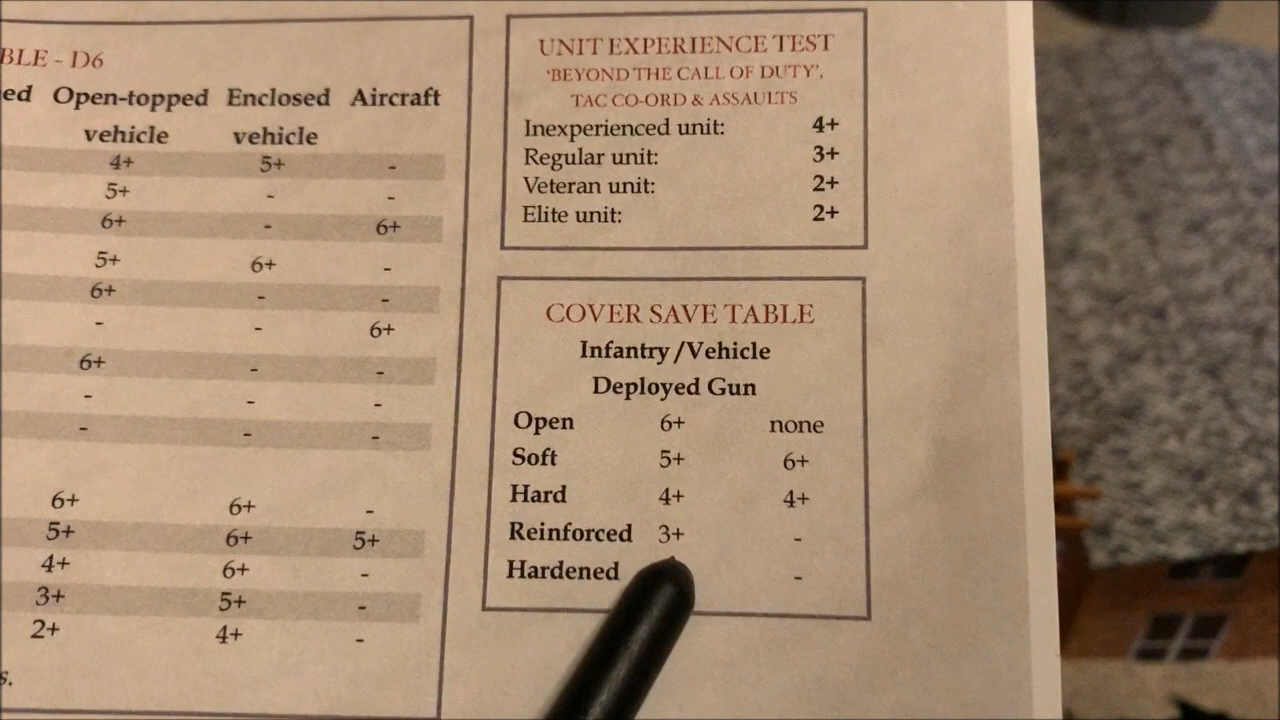 BLE - D6
ed Open-topped Enclosed Aircraft
vehicle vehicle
4+ 5+ -
5+ - -
6+ - 6+
5+ 6+ -
6+ - -
- - 6+
6+ - -
- - -
- - -
6+ 6+ -
5+ 6+ 5+
4+ 6+ -
3+ 5+ -
2+ 4+ -
s.
UNIT EXPERIENCE TEST
'BEYOND THE CALL OF DUTY',
TAC CO-ORD & ASSAULTS
Inexperienced unit: 4+
Regular unit: 3+
Veteran unit: 2+
Elite unit: 2+
COVER SAVE TABLE
Infantry/Vehicle
Deployed Gun
Open 6+ none
Soft 5+ 6+
Hard 4+ 4+
Reinforced 3+ -
Hardened -